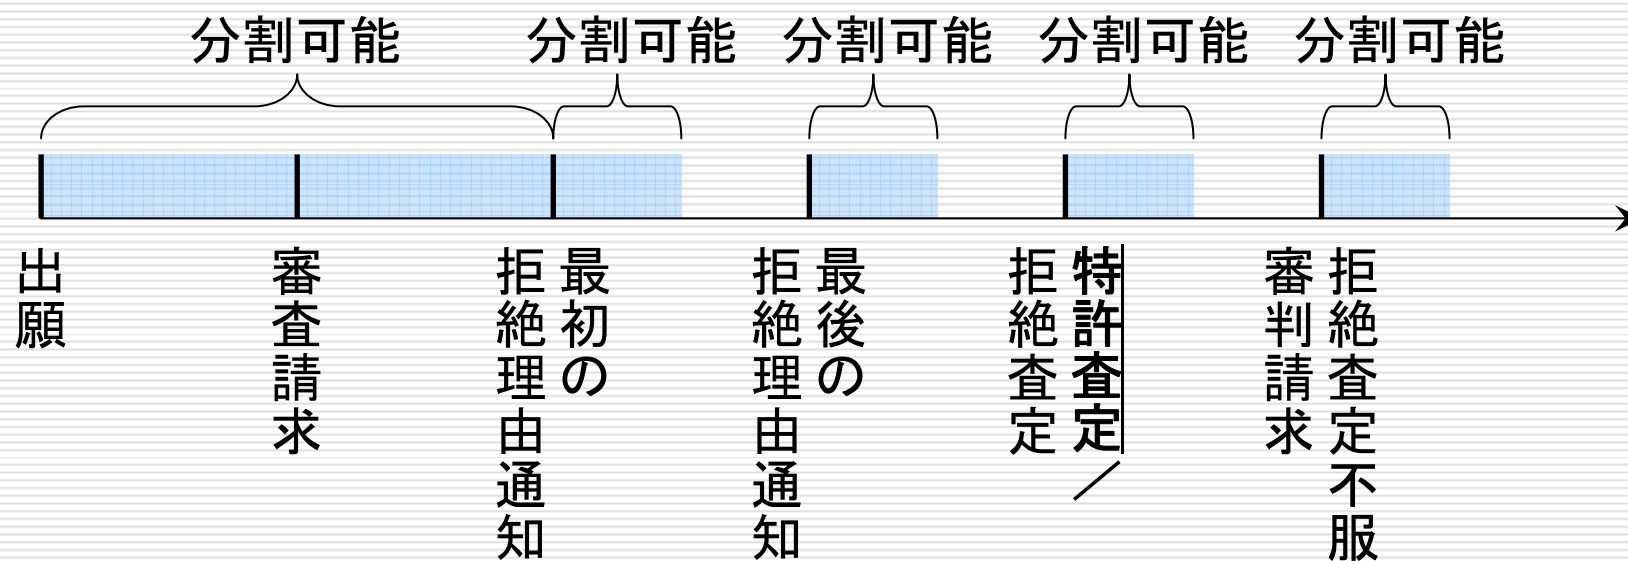 分割可能
分割可能
分割可能
分割可能
分割可能
出願
審査請求
最初の
拒絶理由通知
最後の
拒絶理由通知
特許査定／
拒絶査定
拒絶査定不服
審判請求